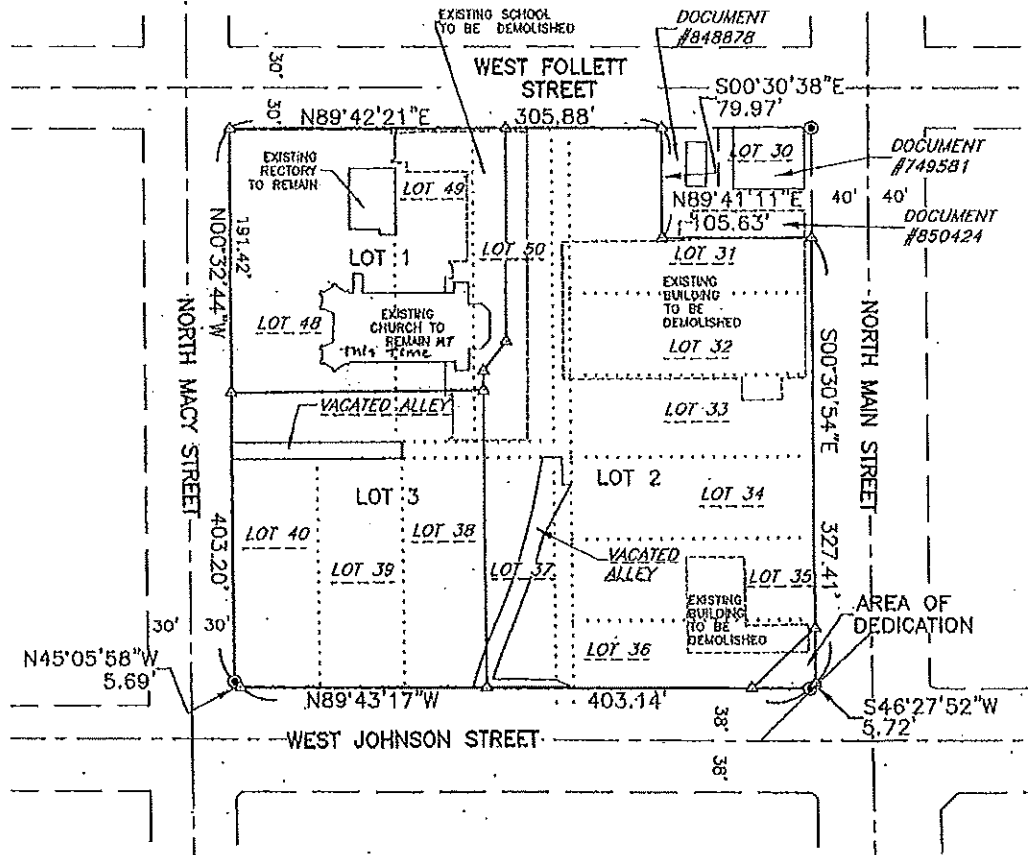 EXISTING SCHOOL
TO BE DEMOLISHED
DOCUMENT
#848878
WEST FOLLETT
STREET
30'
30'
N89°42'21"E
305.88'
S00°30'38"E
79.97'
LOT 30
DOCUMENT
#749581
EXISTING
RECTORY
TO REMAIN
LOT 49
N89°41'11"E
105.63'
40'
40'
DOCUMENT
#850424
N00°32'44"W
191.42'
LOT 1
LOT 50
LOT 31
EXISTING
BUILDING
TO BE
DEMOLISHED
LOT 48
EXISTING
CHURCH TO
REMAIN AT
this Time
LOT 32
NORTH MACY STREET
VACATED ALLEY
LOT 33
S00°30'54"E
NORTH MAIN STREET
LOT 3
LOT 2
LOT 34
403.20'
LOT 40
LOT 39
LOT 38
LOT 37
VACATED
ALLEY
LOT 35
327.41'
EXISTING
BUILDING
TO BE
DEMOLISHED
AREA OF
DEDICATION
30'
30'
LOT 36
N45°05'58"W
5.69'
N89°43'17"W
403.14'
S46°27'52"W
5.72'
WEST JOHNSON STREET
38'
38'